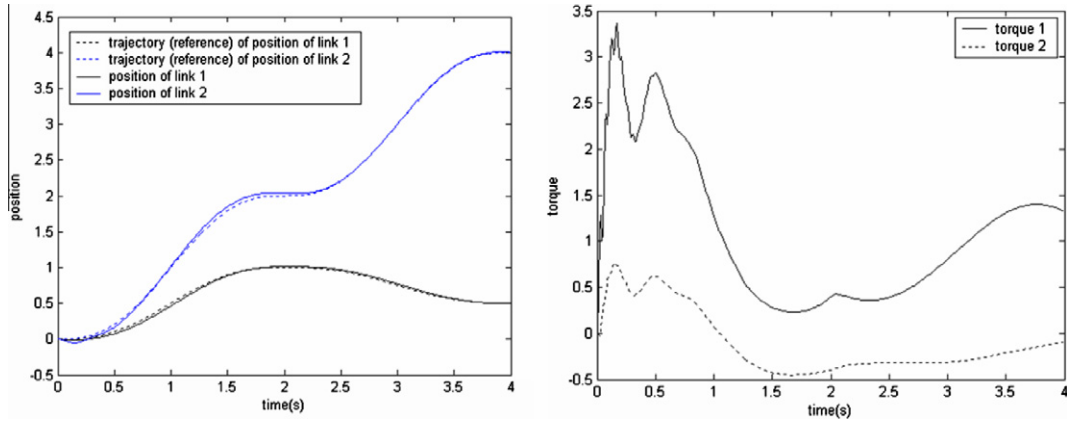 4.5
4
3.5
3
2.5
2
1.5
1
0.5
0
-0.5
position
trajectory (reference) of position of link 1
trajectory (reference) of position of link 2
position of link 1
position of link 2
0 0.5 1 1.5 2 2.5 3 3.5 4
time(s)
3.5
3
2.5
2
1.5
1
0.5
0
-0.5
torque
torque 1
torque 2
0 0.5 1 1.5 2 2.5 3 3.5 4
time(s)